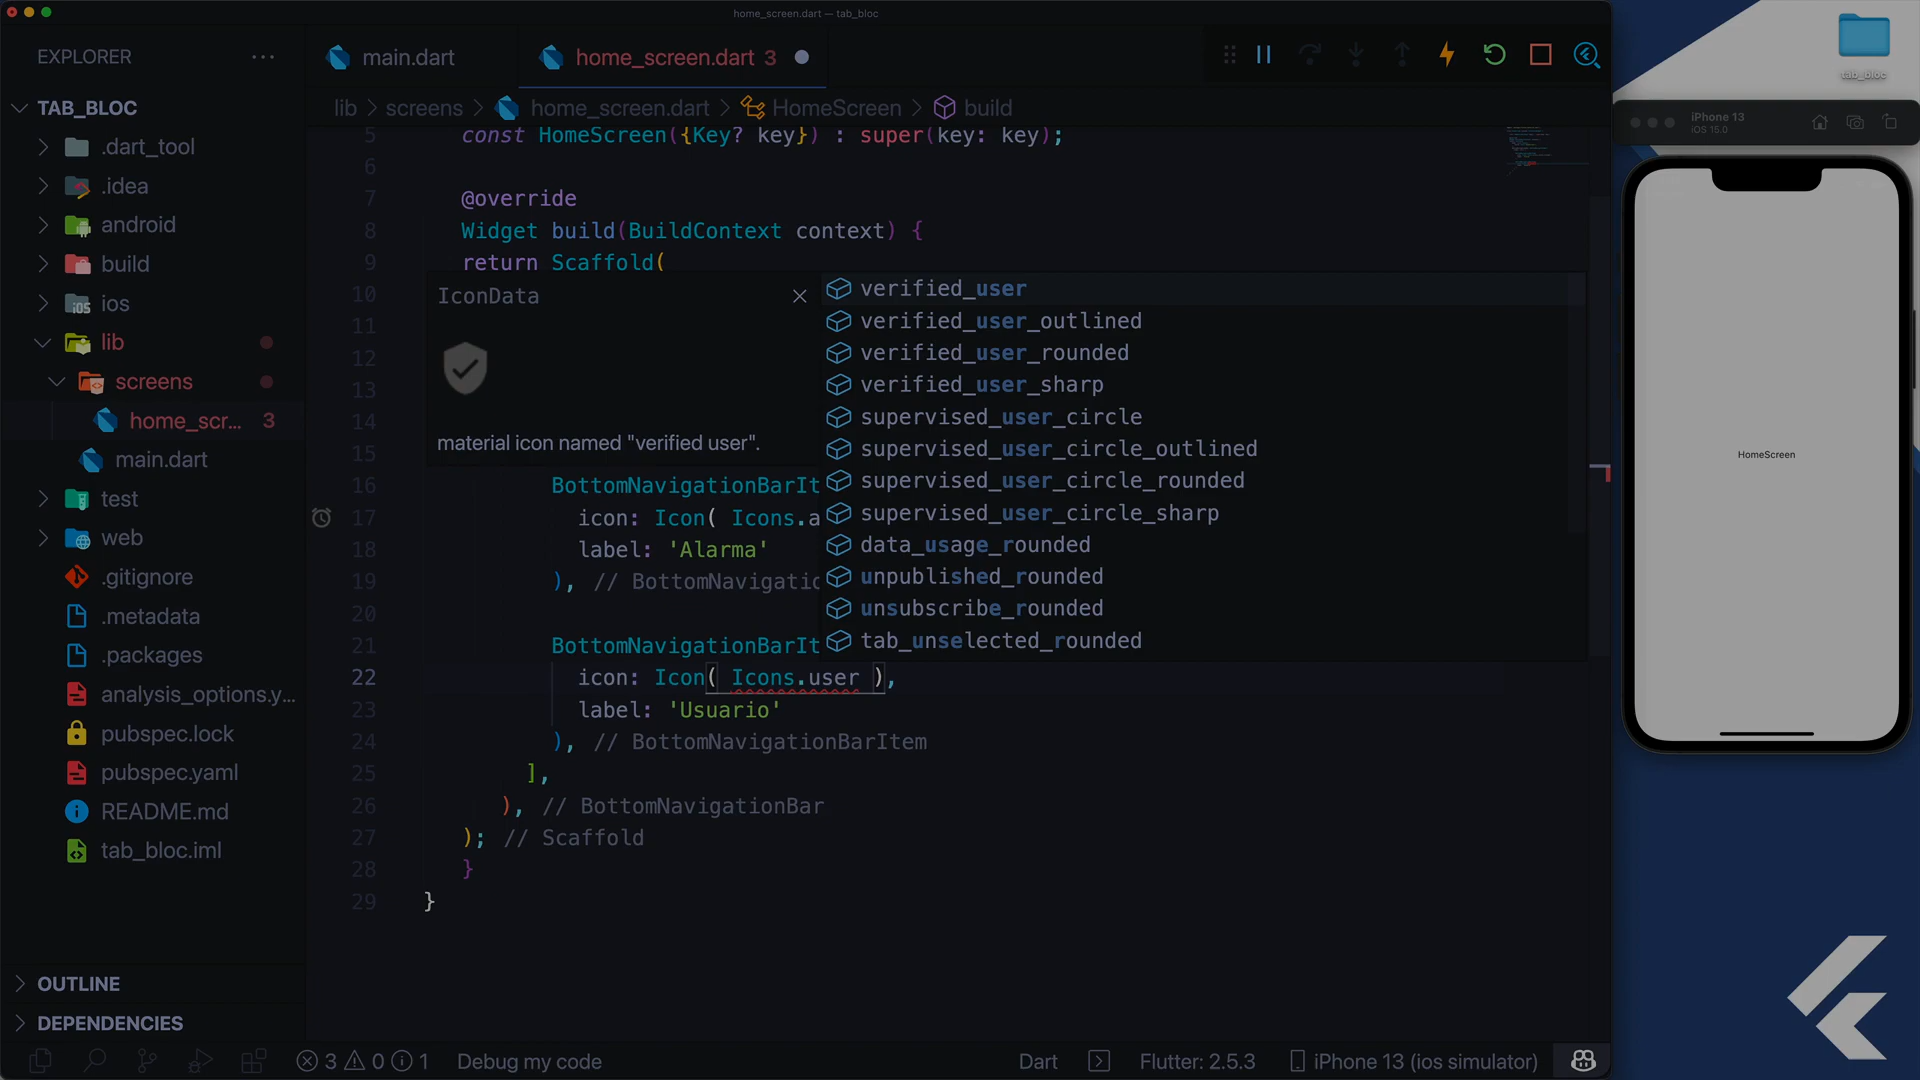 home_screen.dart — tab_bloc
EXPLORER
main.dart
home_screen.dart 3
TAB_BLOC
.dart_tool
.idea
android
build
ios
lib
screens
home_scr... 3
main.dart
test
web
.gitignore
.metadata
.packages
analysis_options.y...
pubspec.lock
pubspec.yaml
README.md
tab_bloc.iml
OUTLINE
DEPENDENCIES
lib > screens > home_screen.dart > HomeScreen > build
5 const HomeScreen({Key? key}) : super(key: key);
6
7 @override
8 Widget build(BuildContext context) {
9 return Scaffold(
10
11
12
13
14
15
16 BottomNavigationBarIt
17 icon: Icon( Icons.a
18 label: 'Alarma'
19 ), // BottomNavigatio
20
21 BottomNavigationBarIt
22 icon: Icon( Icons.user ),
23 label: 'Usuario'
24 ), // BottomNavigationBarItem
25 ],
26 ), // BottomNavigationBar
27 ); // Scaffold
28 }
29 }
IconData
material icon named "verified user".
verified_user
verified_user_outlined
verified_user_rounded
verified_user_sharp
supervised_user_circle
supervised_user_circle_outlined
supervised_user_circle_rounded
supervised_user_circle_sharp
data_usage_rounded
unpublished_rounded
unsubscribe_rounded
tab_unselected_rounded
3 0 1 Debug my code
Dart
Flutter: 2.5.3
iPhone 13 (ios simulator)
tab_bloc
iPhone 13
iOS 15.0
HomeScreen